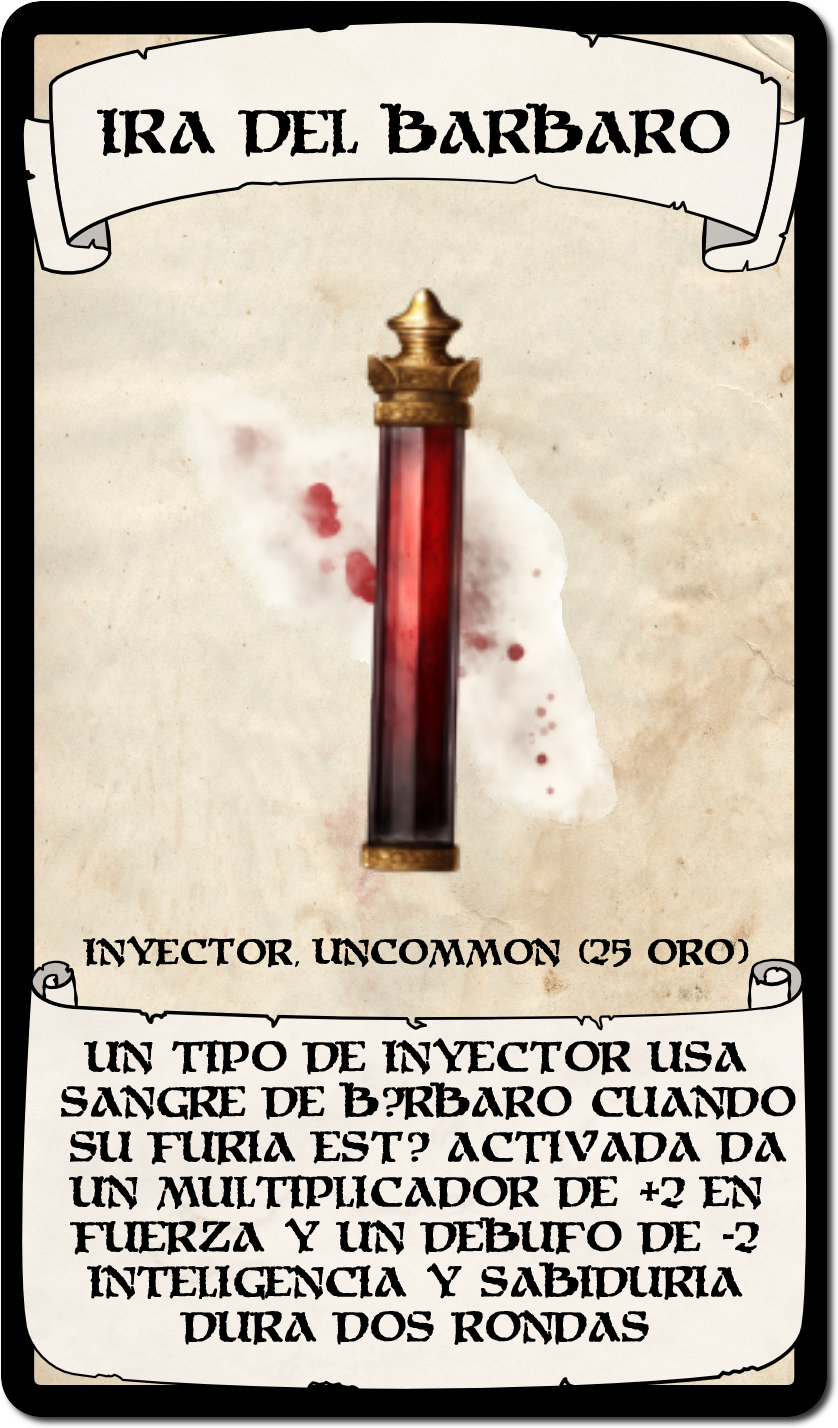 IRA DEL BARBARO
INYECTOR, UNCOMMON (25 ORO)
UN TIPO DE INYECTOR USA
SANGRE DE B?RBARO CUANDO
SU FURIA EST? ACTIVADA DA
UN MULTIPLICADOR DE +2 EN
FUERZA Y UN DEBUFO DE -2
INTELIGENCIA Y SABIDURIA
DURA DOS RONDAS